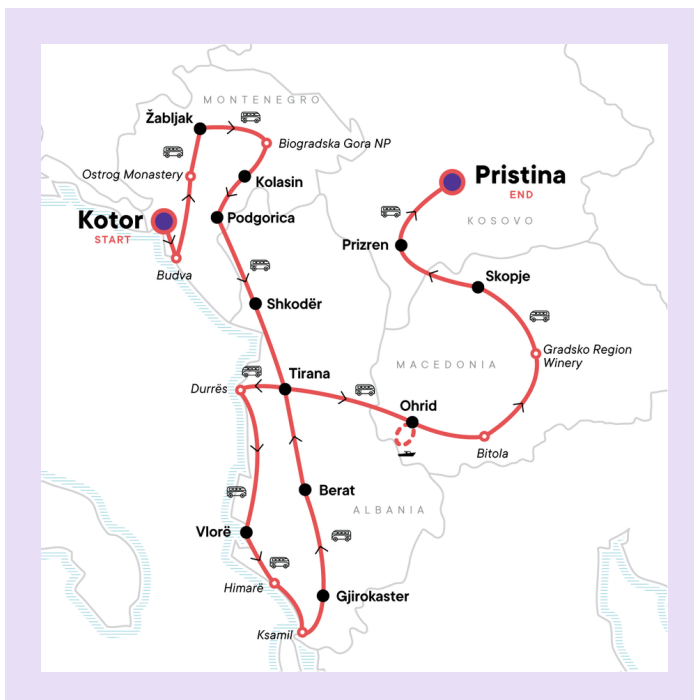 MONTENEGRO
Žabljak
Biogradska Gora NP
Ostrog Monastery
Kolasin
Pristina
END
Kotor
START
Podgorica
KOSOVO
Prizren
Budva
Skopje
Shkodër
Gradsko Region
Winery
MACEDONIA
Tirana
Durrës
Ohrid
Bitola
Berat
ALBANIA
Vlorë
Himarë
Gjirokaster
Ksamil